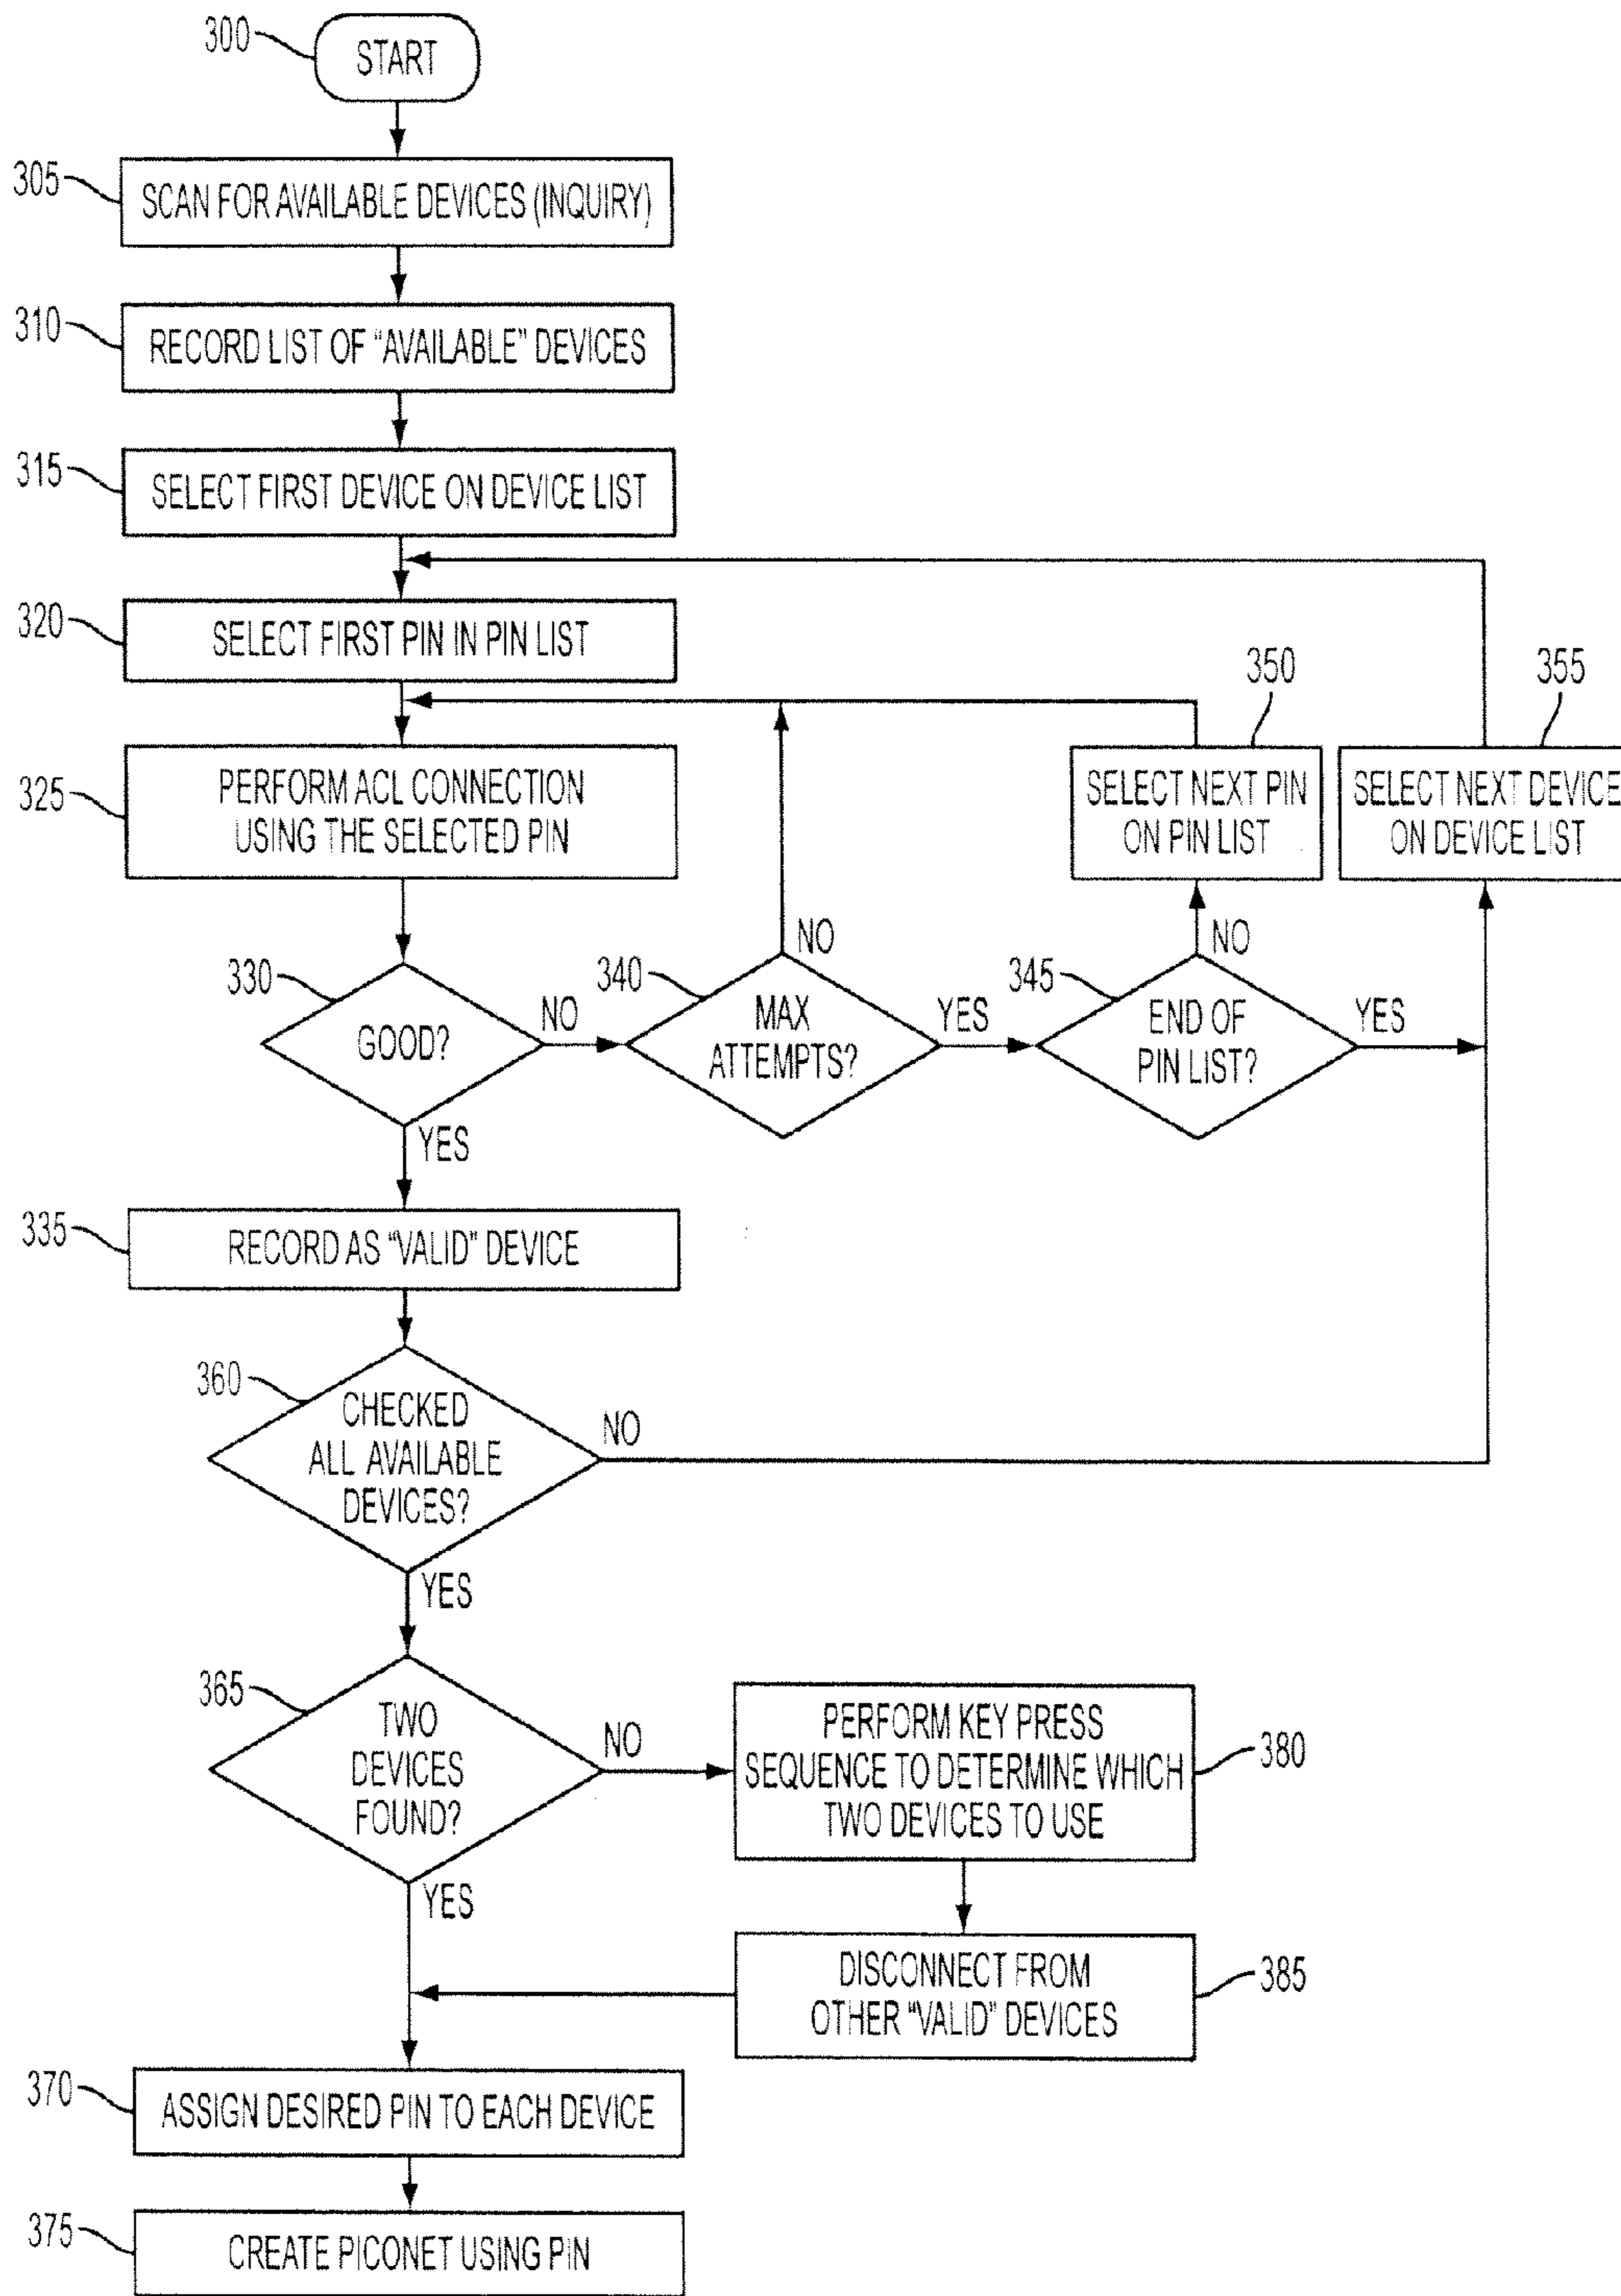 300
START
305
SCAN FOR AVAILABLE DEVICES (INQUIRY)
310
RECORD LIST OF "AVAILABLE" DEVICES
315
SELECT FIRST DEVICE ON DEVICE LIST
320
SELECT FIRST PIN IN PIN LIST
350
355
325
PERFORM ACL CONNECTION
USING THE SELECTED PIN
SELECT NEXT PIN
ON PIN LIST
SELECT NEXT DEVICE
ON DEVICE LIST
330
GOOD?
NO
YES
340
MAX
ATTEMPTS?
NO
YES
345
END OF
PIN LIST?
NO
YES
335
RECORD AS "VALID" DEVICE
360
CHECKED
ALL AVAILABLE
DEVICES?
NO
YES
365
TWO
DEVICES
FOUND?
NO
YES
PERFORM KEY PRESS
SEQUENCE TO DETERMINE WHICH
TWO DEVICES TO USE
380
DISCONNECT FROM
OTHER "VALID" DEVICES
385
370
ASSIGN DESIRED PIN TO EACH DEVICE
375
CREATE PICONET USING PIN